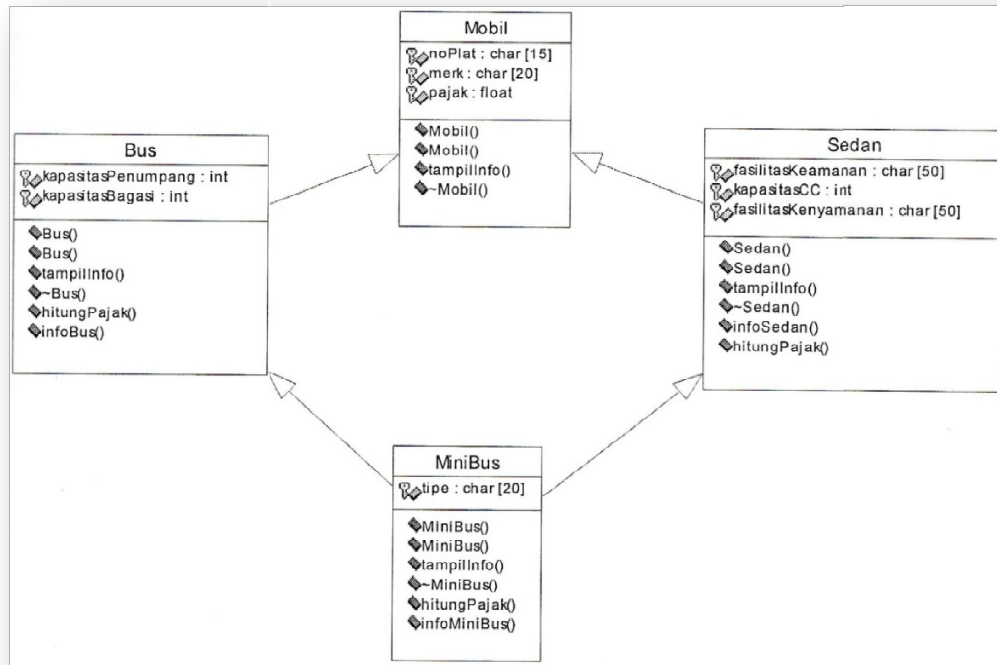 Mobil
noPlat : char [15]
merk : char [20]
pajak : float
Mobil()
Mobil()
tampilInfo()
~Mobil()
Bus
kapasitasPenumpang : int
kapasitasBagasi : int
Bus()
Bus()
tampilInfo()
~Bus()
hitungPajak()
infoBus()
Sedan
fasilitasKeamanan : char [50]
kapasitasCC : int
fasilitasKenyamanan : char [50]
Sedan()
Sedan()
tampilInfo()
~Sedan()
infoSedan()
hitungPajak()
MiniBus
tipe : char [20]
MiniBus()
MiniBus()
tampilInfo()
~MiniBus()
hitungPajak()
infoMiniBus()